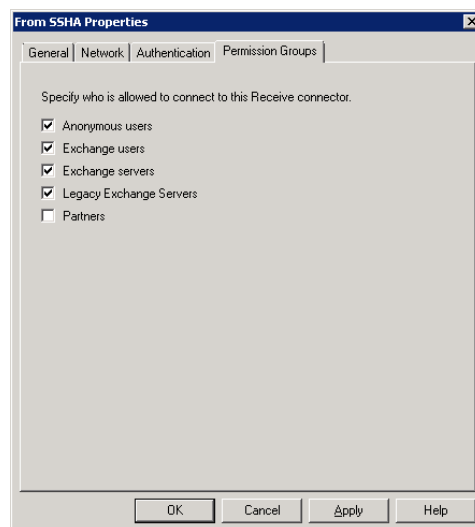 From SSHA Properties
General Network Authentication Permission Groups
Specify who is allowed to connect to this Receive connector.
Anonymous users
Exchange users
Exchange servers
Legacy Exchange Servers
Partners
OK Cancel Apply Help